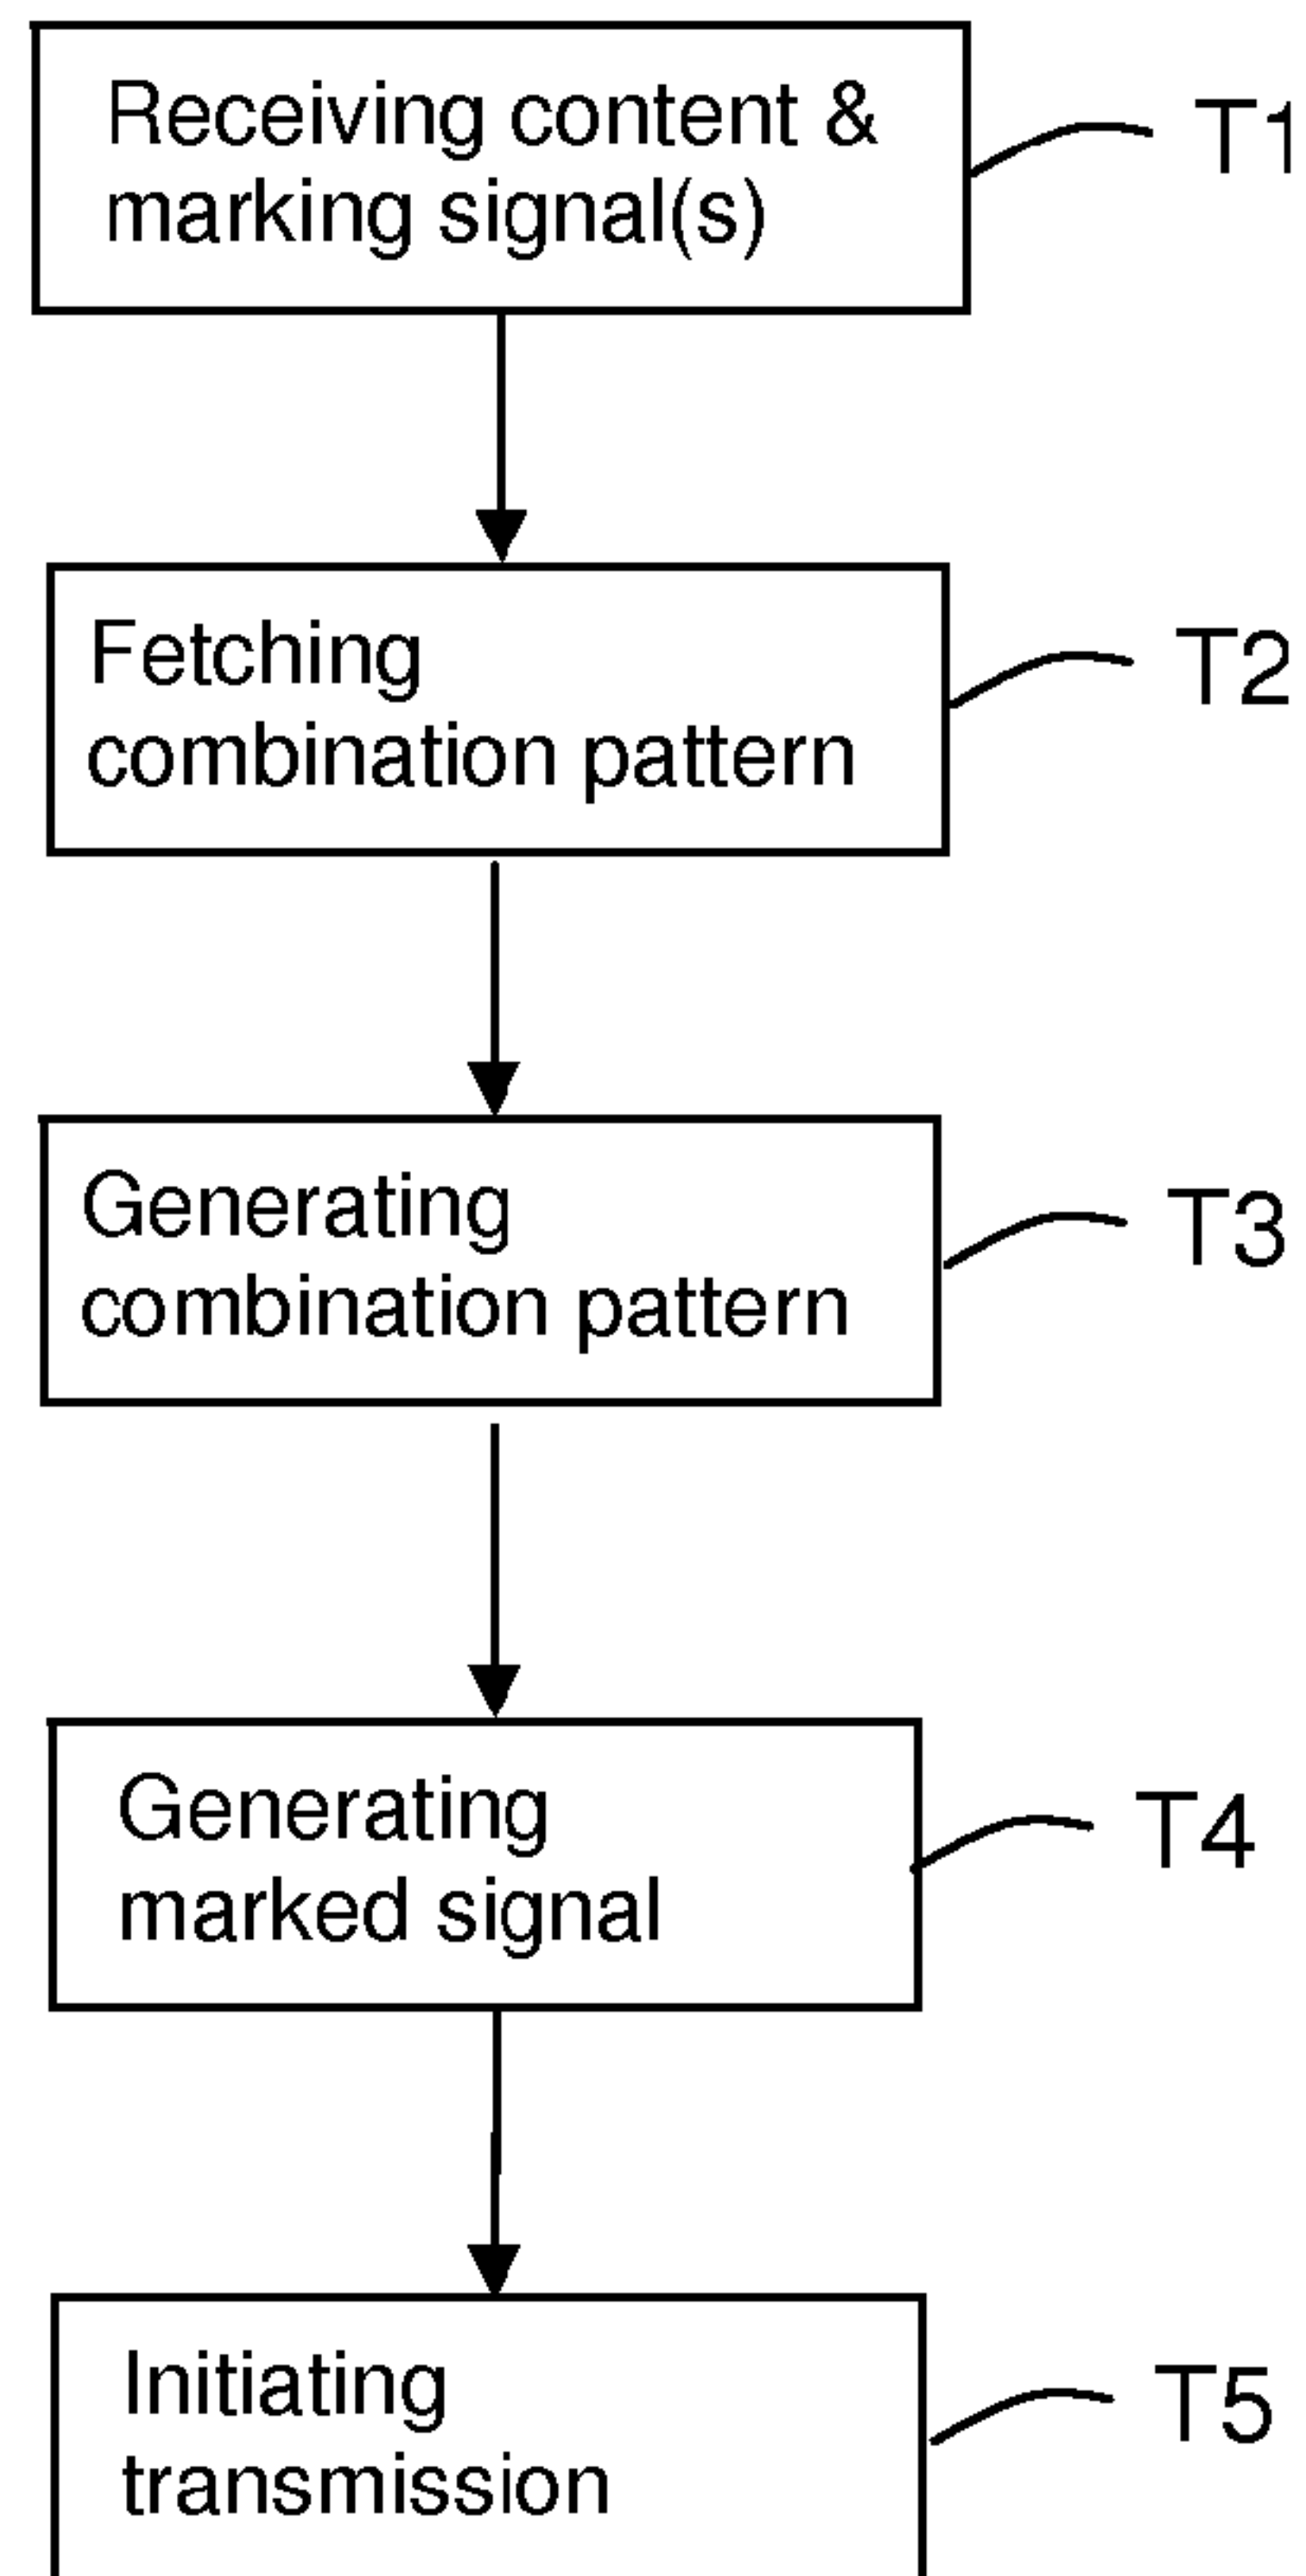 Receiving content &
marking signal(s)
T1
Fetching
combination pattern
T2
Generating
combination pattern
T3
Generating
marked signal
T4
Initiating
transmission
T5